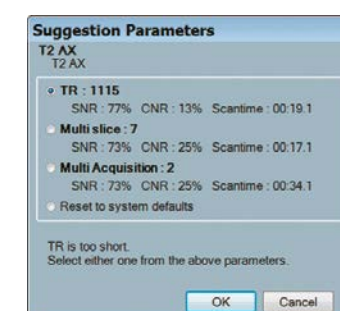 Suggestion Parameters
T2 AX
T2 AX
TR : 1115
SNR : 77% CNR : 13% Scantime : 00:19.1
Multi slice : 7
SNR : 73% CNR : 25% Scantime : 00:17.1
Multi Acquisition : 2
SNR : 73% CNR : 25% Scantime : 00:34.1
Reset to system defaults
TR is too short.
Select either one from the above parameters.
OK Cancel